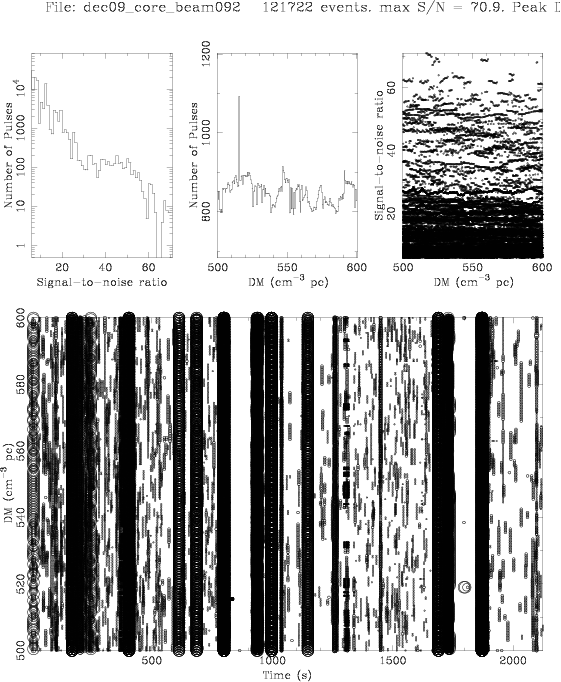 File: dec09_core_beam092 121722 events. max S/N = 70.9. Peak D
Number of Pulses
1 10 100 1000 10⁴
20 40 60
Signal-to-noise ratio
Number of Pulses
800 1000 1200
500 550 600
DM (cm⁻³ pc)
Signal-to-noise ratio
20 40 60
500 550 600
DM (cm⁻³ pc)
DM (cm⁻³ pc)
500 520 540 560 580 600
500 1000 1500 2000
Time (s)